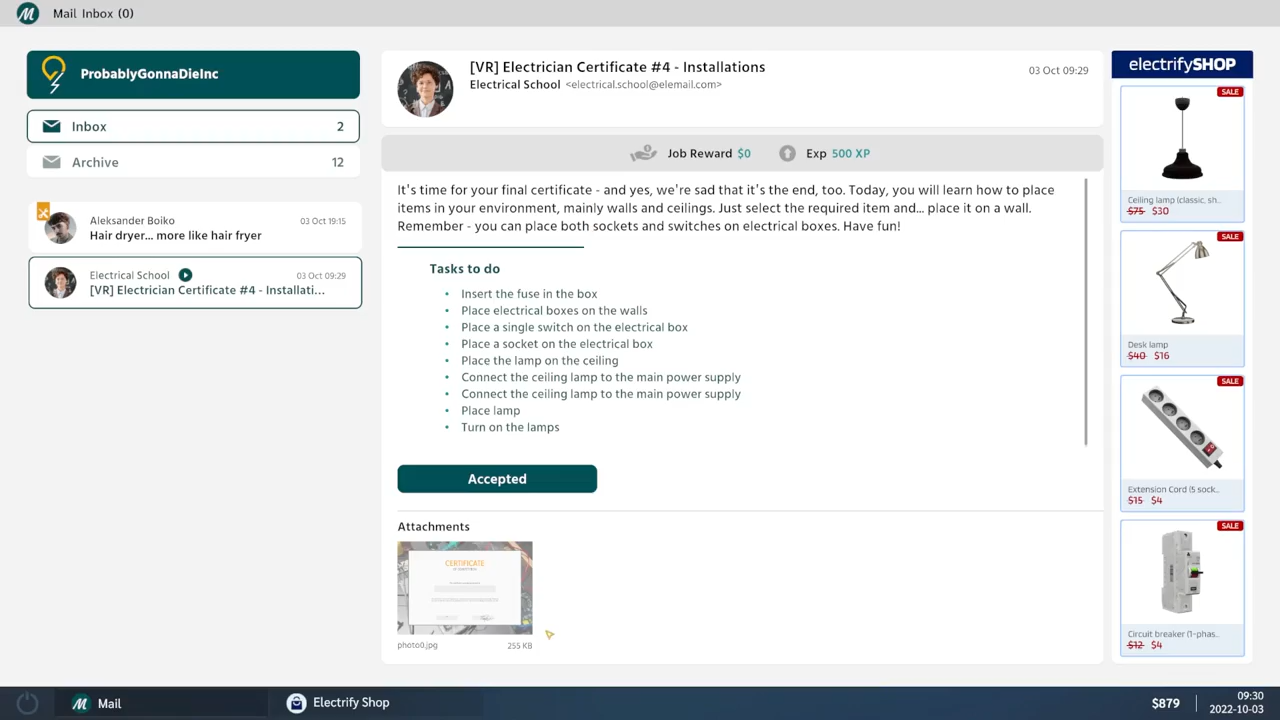 Mail Inbox (0)
ProbablyGonnaDieInc
Inbox 2
Archive 12
Aleksander Boiko 03 Oct 19:15
Hair dryer... more like hair fryer
Electrical School 03 Oct 09:29
[VR] Electrician Certificate #4 - Installati...
[VR] Electrician Certificate #4 - Installations
Electrical School <electrical.school@elemail.com>
03 Oct 09:29
Job Reward $0 Exp 500 XP
It's time for your final certificate - and yes, we're sad that it's the end, too. Today, you will learn how to place
items in your environment, mainly walls and ceilings. Just select the required item and... place it on a wall.
Remember - you can place both sockets and switches on electrical boxes. Have fun!
Tasks to do
• Insert the fuse in the box
• Place electrical boxes on the walls
• Place a single switch on the electrical box
• Place a socket on the electrical box
• Place the lamp on the ceiling
• Connect the ceiling lamp to the main power supply
• Connect the ceiling lamp to the main power supply
• Place lamp
• Turn on the lamps
Accepted
Attachments
CERTIFICATE
photo0.jpg 255 KB
electrifySHOP
SALE
Ceiling lamp (classic, sh...
$75 $30
SALE
Desk lamp
$40 $16
SALE
Extension Cord (5 sock...
$15 $4
SALE
Circuit breaker (1-phas...
$12 $4
Mail
Electrify Shop
$879
09:30
2022-10-03